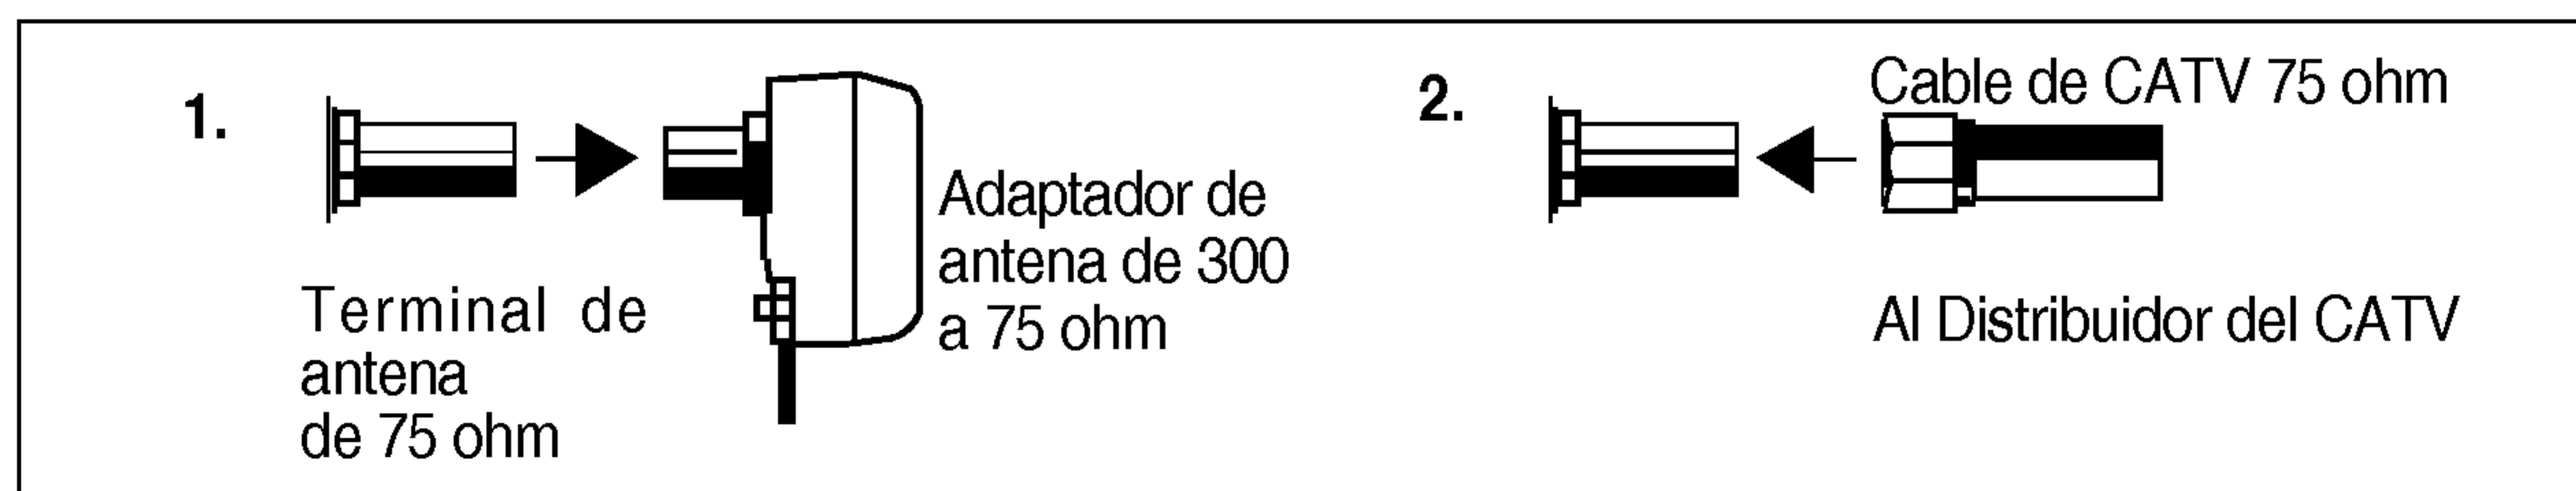 1.
Terminal de
antena
de 75 ohm
Adaptador de
antena de 300
a 75 ohm
2.
Cable de CATV 75 ohm
Al Distribuidor del CATV